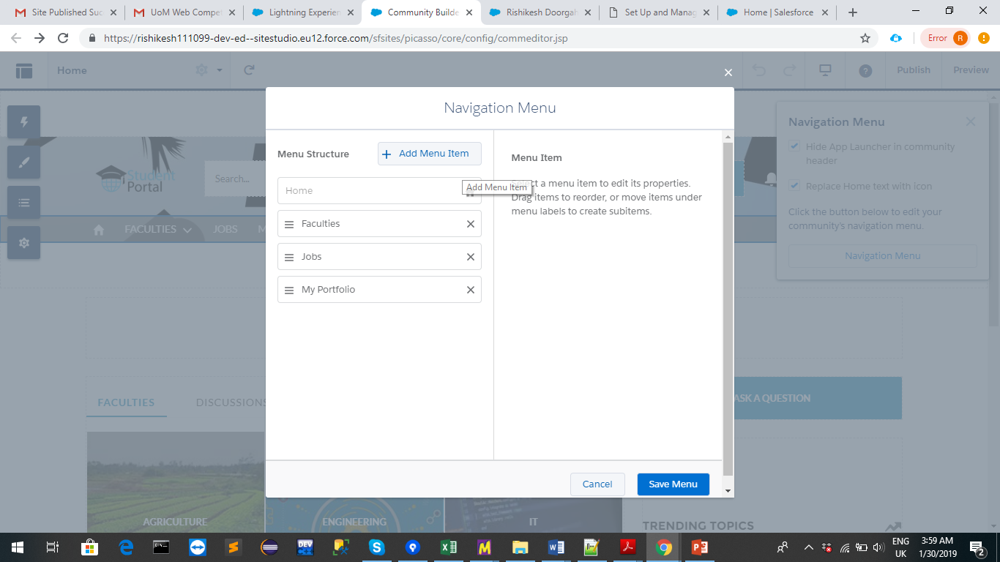 Site Published Suc
UoM Web Compet
Lightning Experien
Community Builde
Rishikesh Doorgah
Set Up and Manag
Home | Salesforce
https://rishikesh111099-dev-ed--sitestudio.eu12.force.com/sfsites/picasso/core/config/commeditor.jsp
Error
R
Home
Publish
Preview
Navigation Menu
Menu Structure
Add Menu Item
Home
Faculties
Jobs
My Portfolio
Add Menu Item
Menu Item
Select a menu item to edit its properties.
Drag items to reorder, or move items under
menu labels to create subitems.
Cancel
Save Menu
Navigation Menu
Hide App Launcher in community
header
Replace Home text with icon
Click the button below to edit your
community's navigation menu.
Navigation Menu
Student
Portal
Search...
FACULTIES
JOBS
M
FACULTIES
DISCUSSIONS
ASK A QUESTION
AGRICULTURE
ENGINEERING
IT
TRENDING TOPICS
ENG
UK
3:59 AM
1/30/2019
2